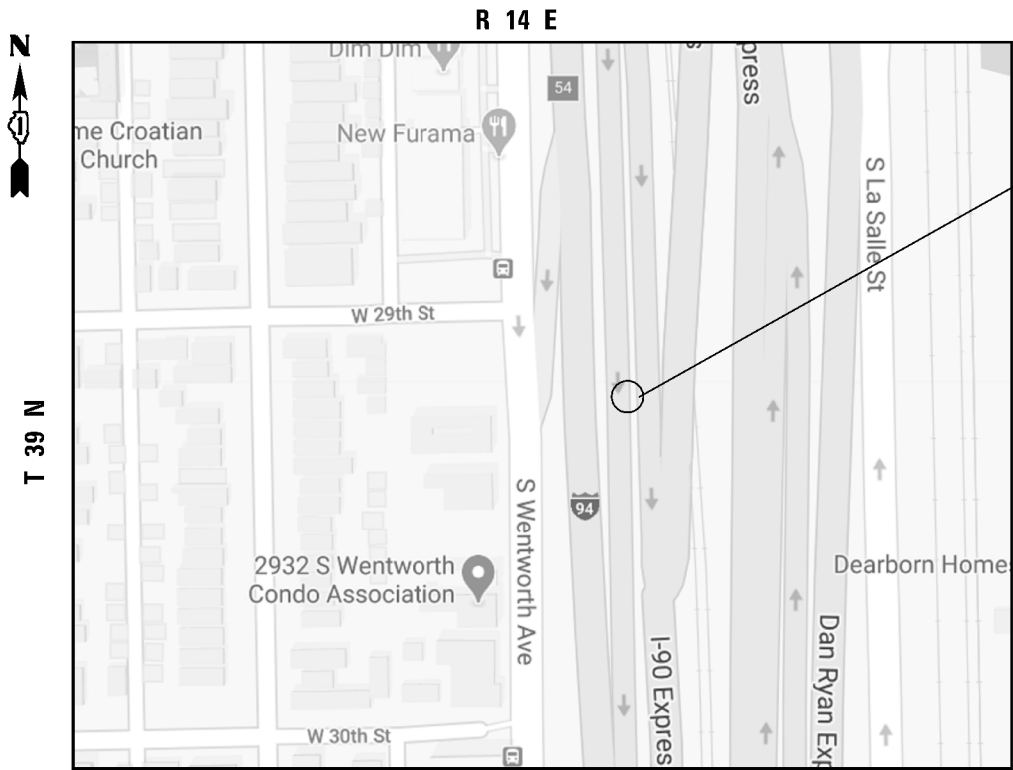 R 14 E
N
T 39 N
Dim Dim
54
press
me Croatian
Church
New Furama
S La Salle St
W 29th St
94
S Wentworth Ave
2932 S Wentworth
Condo Association
Dearborn Homes
I-90 Expres
Dan Ryan Exp
W 30th St